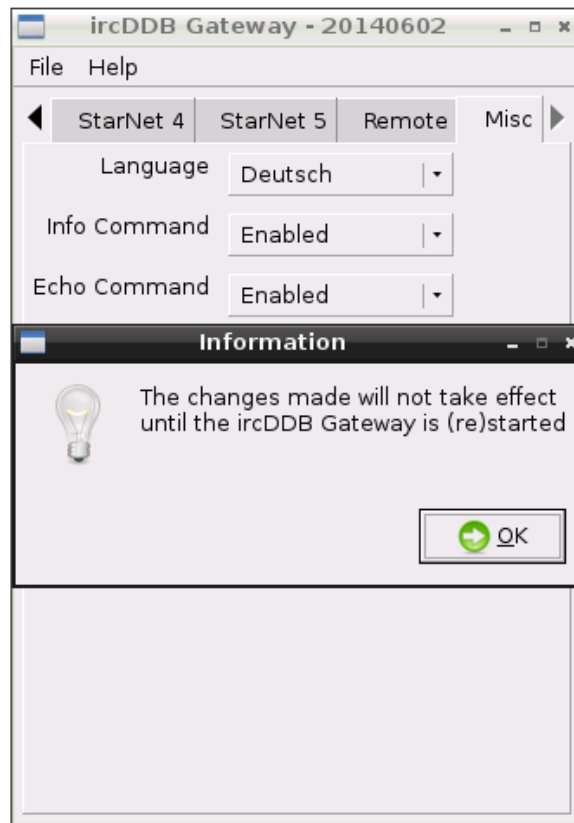 ircDDB Gateway - 20140602
File Help
StarNet 4 StarNet 5 Remote Misc
Language Deutsch
Info Command Enabled
Echo Command Enabled
Information
The changes made will not take effect
until the ircDDB Gateway is (re)started
OK